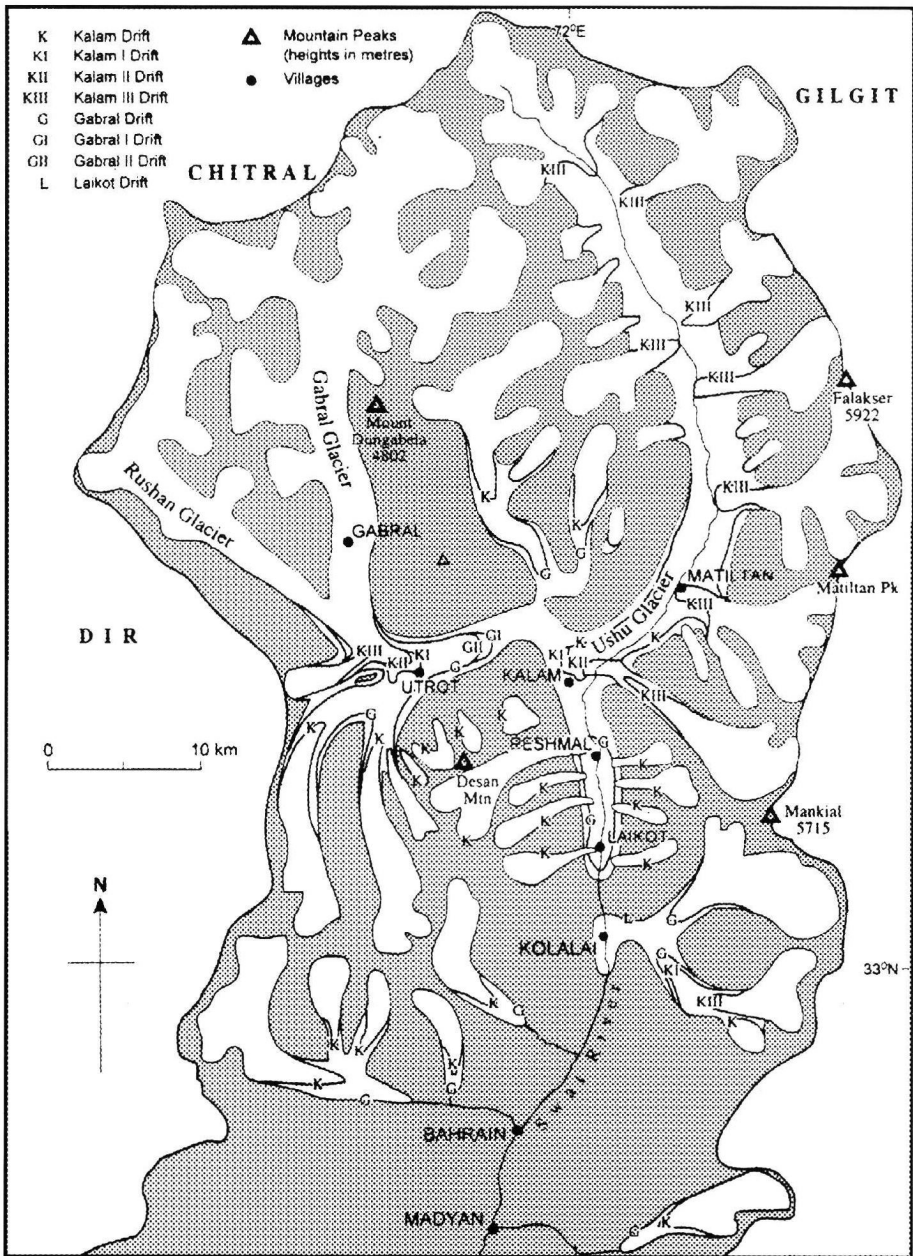 K Kalam Drift
KI Kalam I Drift
KII Kalam II Drift
KIII Kalam III Drift
G Gabral Drift
GI Gabral I Drift
GII Gabral II Drift
L Laikot Drift
Mountain Peaks
(heights in metres)
Villages
72°E
GILGIT
CHITRAL
KIII
KIII
KIII
KIII
KIII
Falakser
5922
Mount
Dungabela
4802
Gabral Glacier
Rushan Glacier
K
K
KIII
GABRAL
G
G
MATILTAN
Matiltan Pk
KIII
Ushu Glacier
DIR
KIII
KII
KI
GI
GII
G
UTROT
K
KI
KII
K
KALAM
KIII
0 10 km
K
G
K
K
K
K
K
RESHMAL
G
Desan
Mtn
K
K
K
K
K
K
K
K
G
LAIKOT
Mankial
5715
N
L
G
KOLALAI
G
KI
KIII
K
33°N
K
G
K
K
K
K
G
G
Swat River
BAHRAIN
MADYAN
G
K